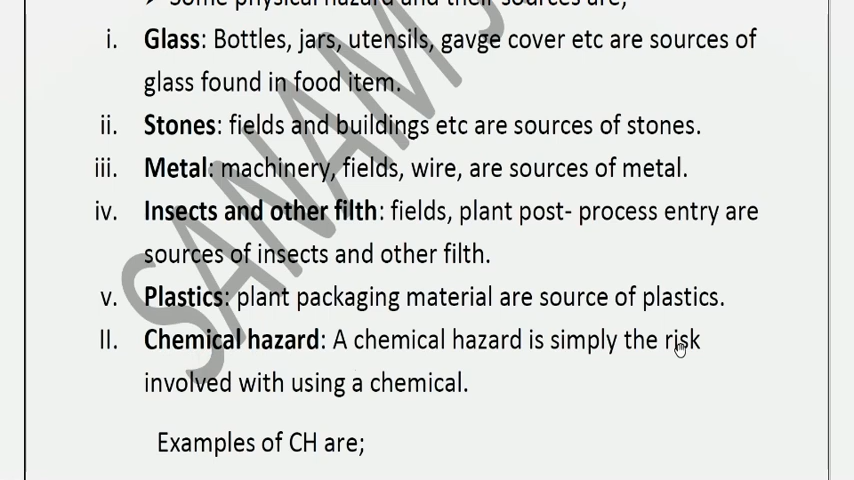 Some physical hazard and their sources are;
i. Glass: Bottles, jars, utensils, gavge cover etc are sources of
glass found in food item.
ii. Stones: fields and buildings etc are sources of stones.
iii. Metal: machinery, fields, wire, are sources of metal.
iv. Insects and other filth: fields, plant post- process entry are
sources of insects and other filth.
v. Plastics: plant packaging material are source of plastics.
II. Chemical hazard: A chemical hazard is simply the risk
involved with using a chemical.
Examples of CH are;
SANAM